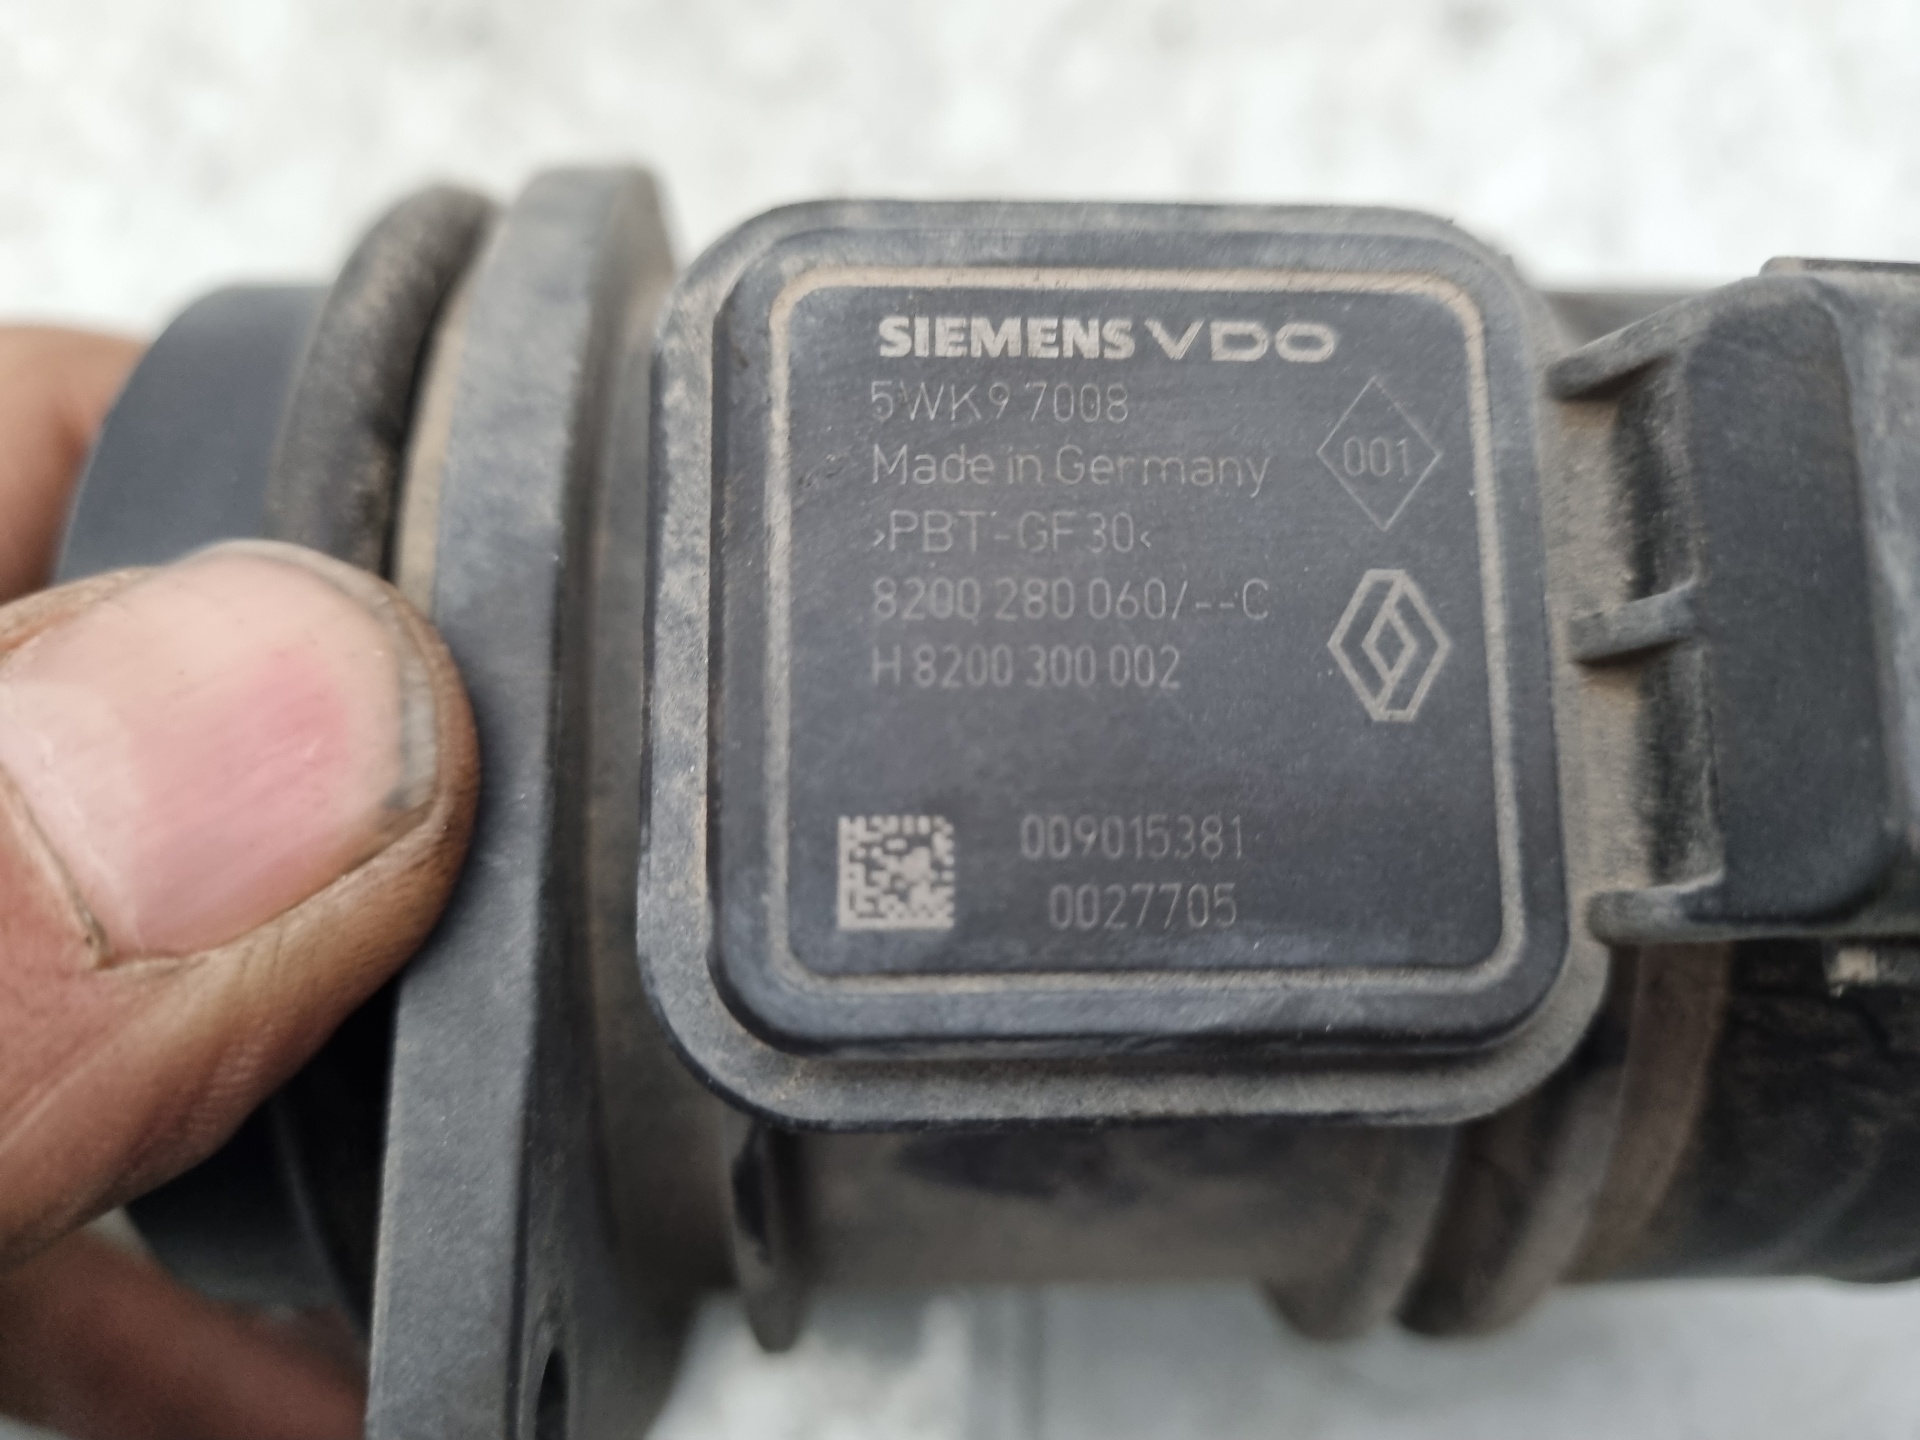 SIEMENS VDO
5WK9 7008
Made in Germany
001
>PBT-GF30<
8200 280 060/--C
H 8200 300 002
009015381
0027705